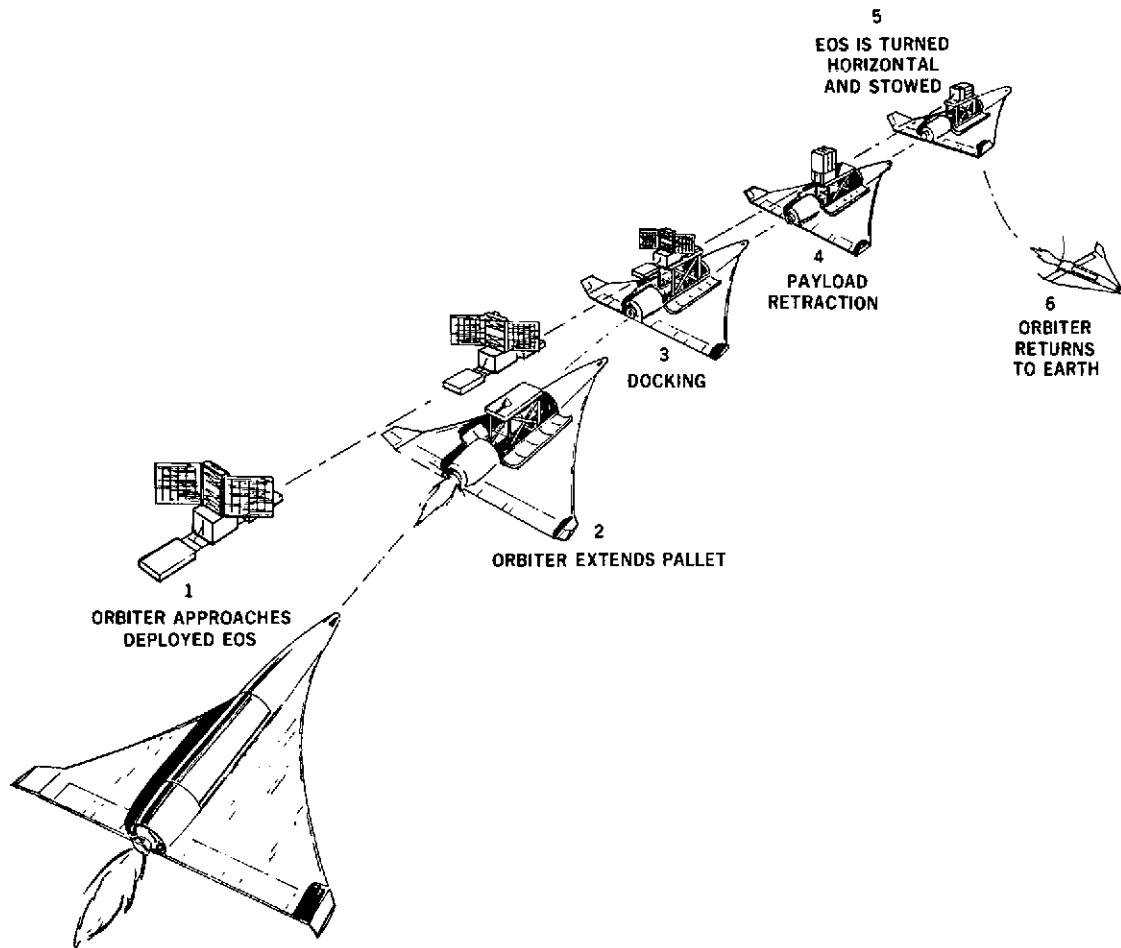 1
ORBITER APPROACHES
DEPLOYED EOS
2
ORBITER EXTENDS PALLET
3
DOCKING
4
PAYLOAD
RETRACTION
5
EOS IS TURNED
HORIZONTAL
AND STOWED
6
ORBITER
RETURNS
TO EARTH